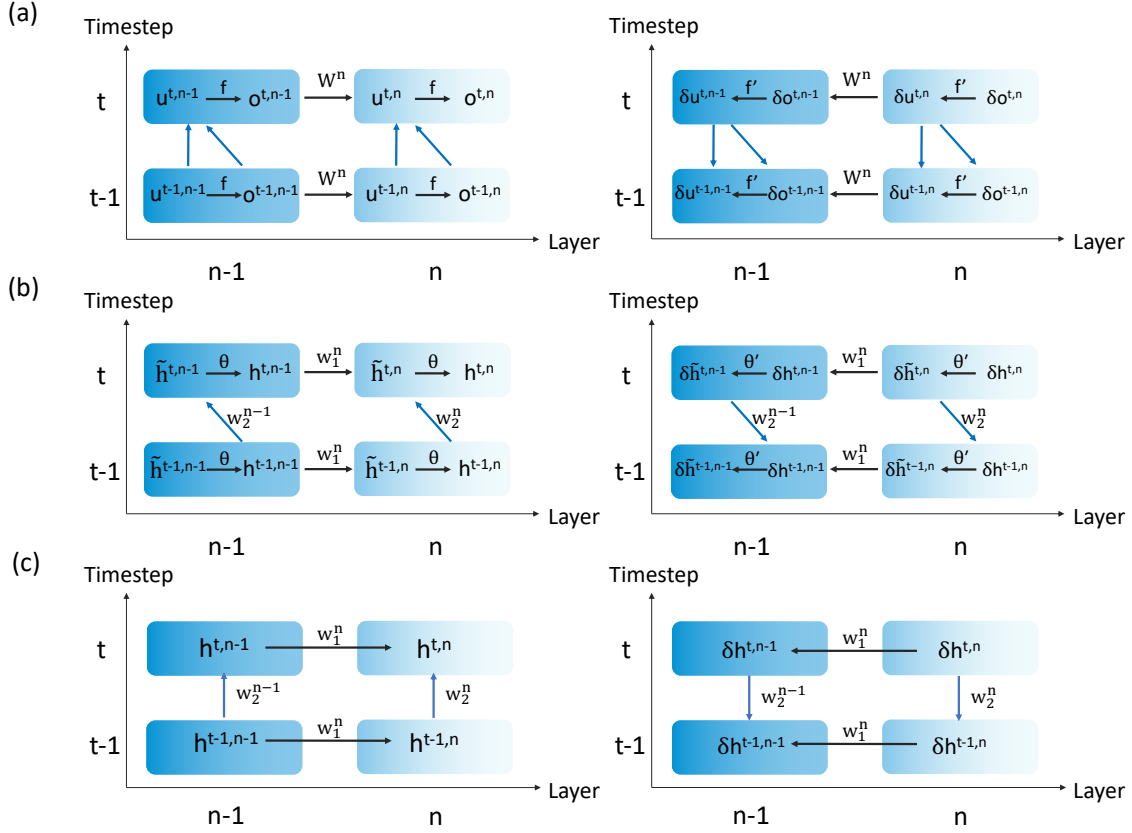 (a)
Timestep Timestep
t u^{t,n-1} f o^{t,n-1} W^n u^{t,n} f o^{t,n} t δu^{t,n-1} f' δo^{t,n-1} W^n δu^{t,n} f' δo^{t,n}
t-1 u^{t-1,n-1} f o^{t-1,n-1} W^n u^{t-1,n} f o^{t-1,n} t-1 δu^{t-1,n-1} f' δo^{t-1,n-1} W^n δu^{t-1,n} f' δo^{t-1,n}
Layer Layer
n-1 n n-1 n
(b)
Timestep Timestep
t h̃^{t,n-1} θ h^{t,n-1} w_1^n h̃^{t,n} θ h^{t,n} t δh̃^{t,n-1} θ' δh^{t,n-1} w_1^n δh̃^{t,n} θ' δh^{t,n}
w_2^{n-1} w_2^n w_2^{n-1} w_2^n
t-1 h̃^{t-1,n-1} θ h^{t-1,n-1} w_1^n h̃^{t-1,n} θ h^{t-1,n} t-1 δh̃^{t-1,n-1} θ' δh^{t-1,n-1} w_1^n δh̃^{t-1,n} θ' δh^{t-1,n}
Layer Layer
n-1 n n-1 n
(c)
Timestep Timestep
t h^{t,n-1} w_1^n h^{t,n} t δh^{t,n-1} w_1^n δh^{t,n}
w_2^{n-1} w_2^n w_2^{n-1} w_2^n
t-1 h^{t-1,n-1} w_1^n h^{t-1,n} t-1 δh^{t-1,n-1} w_1^n δh^{t-1,n}
Layer Layer
n-1 n n-1 n